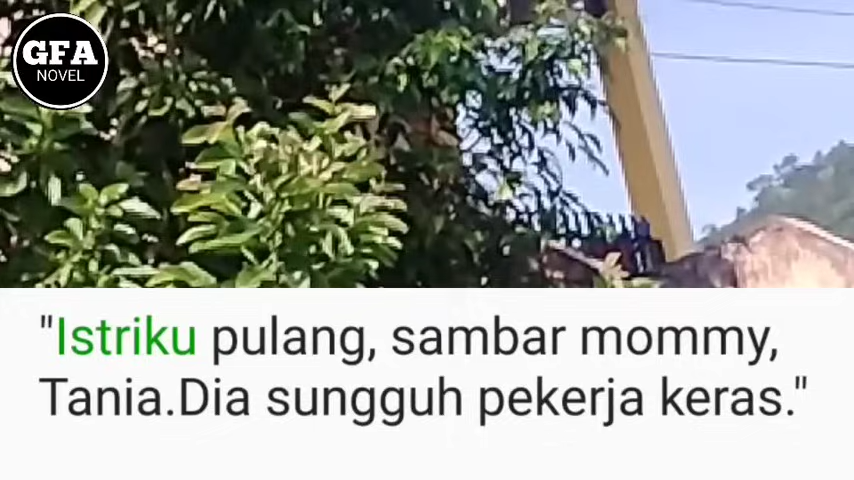 GFA
NOVEL
"Istriku pulang, sambar mommy,
Tania.Dia sungguh pekerja keras."